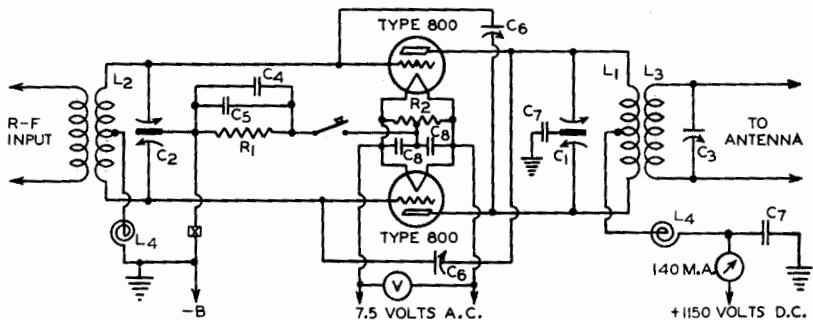 TYPE 800
C6
L2
C4
C5
R-F
INPUT
C2
R1
R2
C8
C8
C7
C1
L1
L3
C3
TO
ANTENNA
L4
TYPE 800
C6
L4
C7
140 M.A.
V
-B
7.5 VOLTS A.C.
+1150 VOLTS D.C.